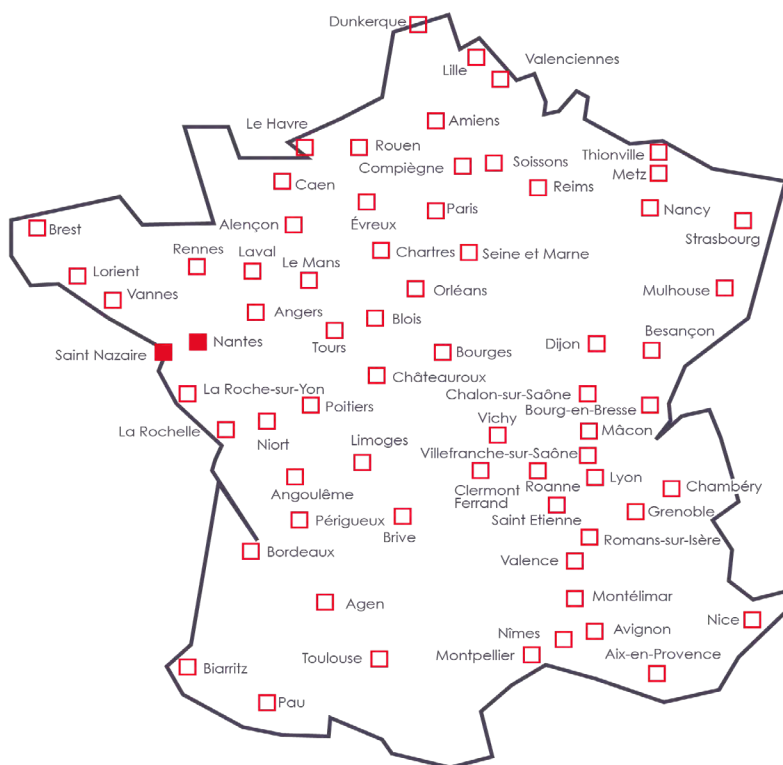 Dunkerque
Lille
Valenciennes
Amiens
Le Havre
Rouen
Compiègne
Soissons
Thionville
Metz
Reims
Caen
Paris
Nancy
Strasbourg
Alençon
Évreux
Brest
Rennes
Laval
Le Mans
Chartres
Seine et Marne
Lorient
Vannes
Orléans
Mulhouse
Angers
Blois
Tours
Nantes
Saint Nazaire
Bourges
Dijon
Besançon
Châteauroux
La Roche-sur-Yon
Chalon-sur-Saône
Poitiers
Bourg-en-Bresse
Vichy
Mâcon
La Rochelle
Niort
Limoges
Villefranche-sur-Saône
Clermont
Ferrand
Roanne
Lyon
Chambéry
Angoulême
Saint Etienne
Grenoble
Périgueux
Brive
Romans-sur-Isère
Bordeaux
Valence
Agen
Montélimar
Nice
Nîmes
Avignon
Biarritz
Toulouse
Montpellier
Aix-en-Provence
Pau